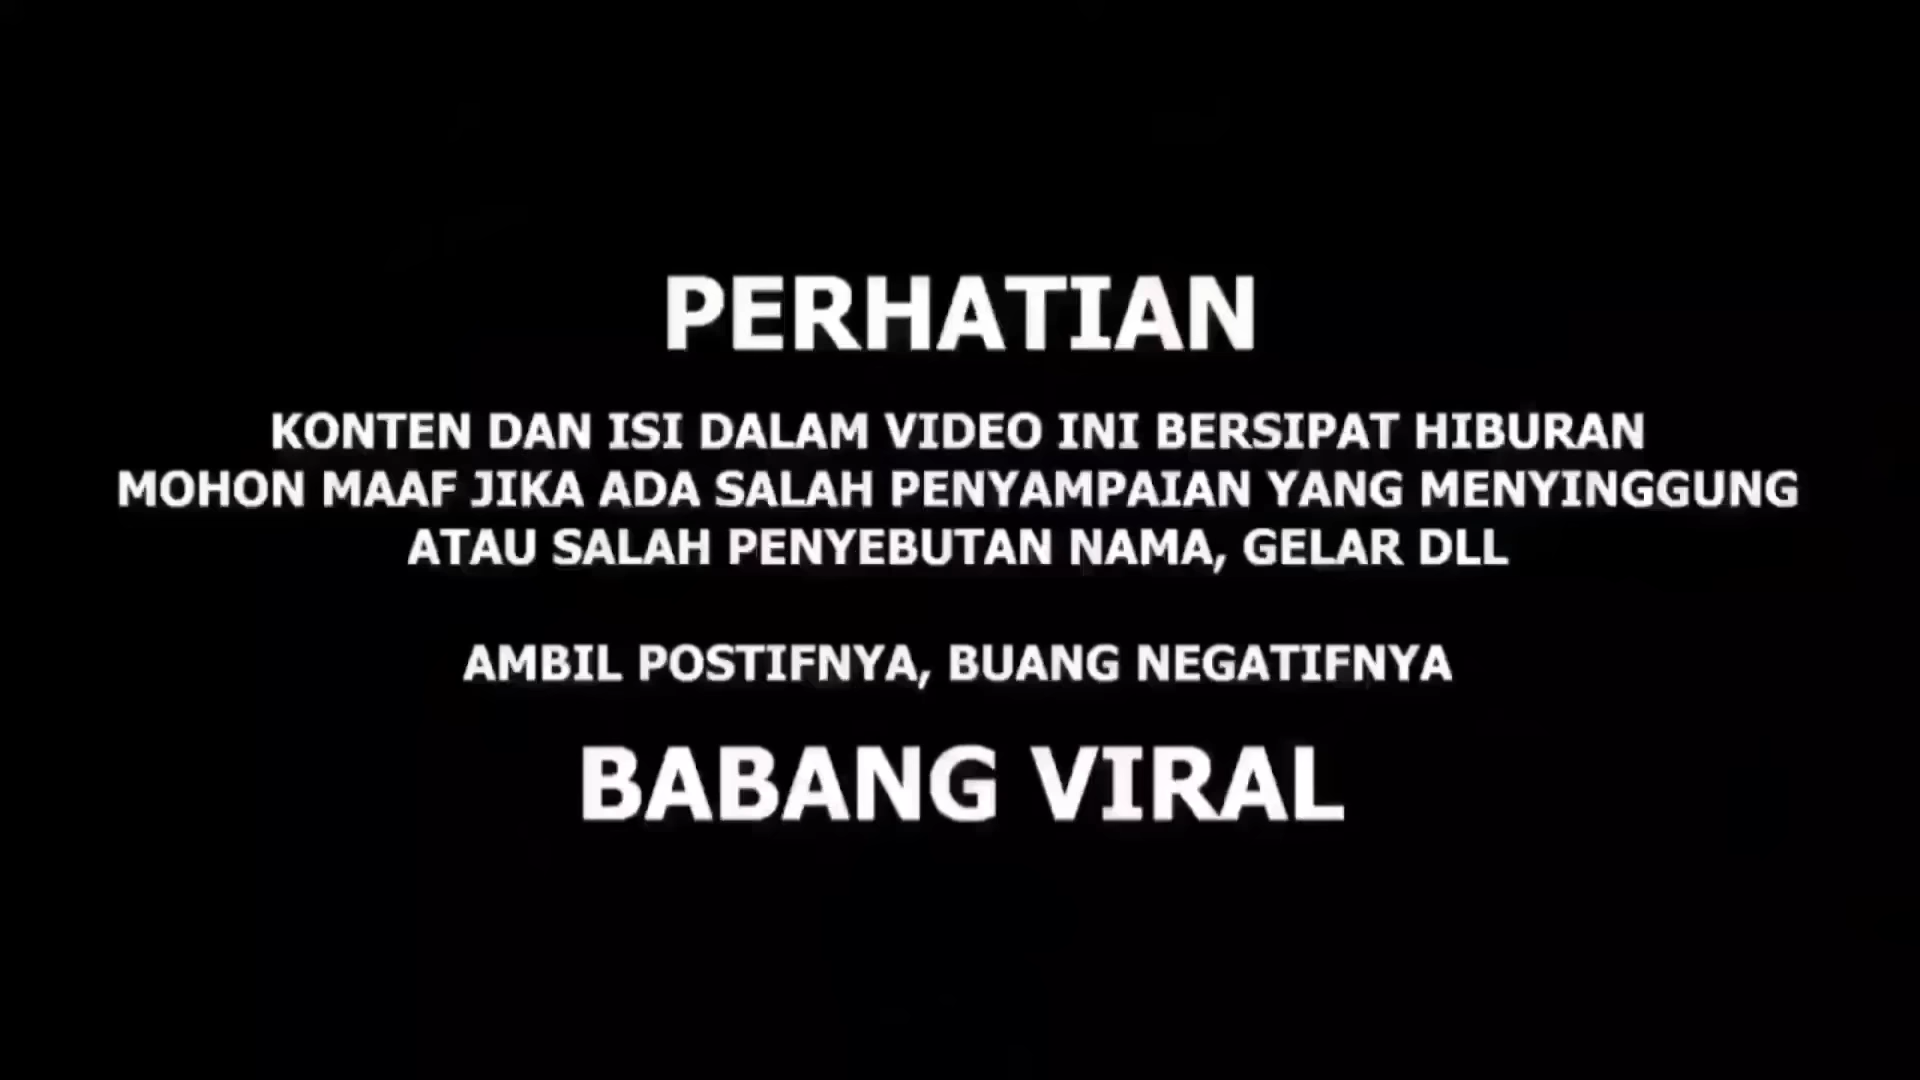 PERHATIAN
KONTEN DAN ISI DALAM VIDEO INI BERSIPAT HIBURAN
MOHON MAAF JIKA ADA SALAH PENYAMPAIAN YANG MENYINGGUNG
ATAU SALAH PENYEBUTAN NAMA, GELAR DLL
AMBIL POSTIFNYA, BUANG NEGATIFNYA
BABANG VIRAL